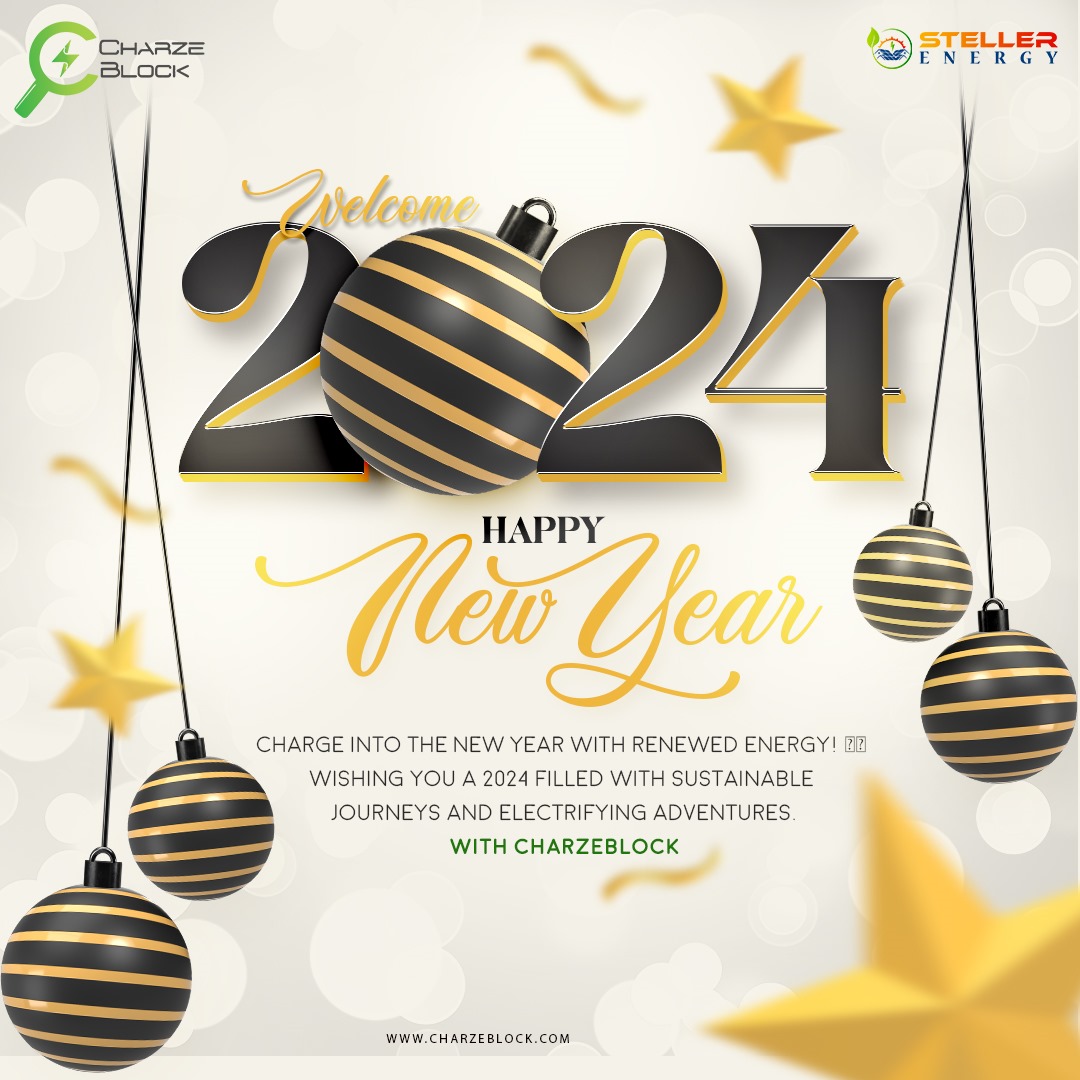 CHARZE
BLOCK
STELLER
ENERGY
Welcome
2024
HAPPY
New Year
CHARGE INTO THE NEW YEAR WITH RENEWED ENERGY!
WISHING YOU A 2024 FILLED WITH SUSTAINABLE
JOURNEYS AND ELECTRIFYING ADVENTURES.
WITH CHARZEBLOCK
WWW.CHARZEBLOCK.COM